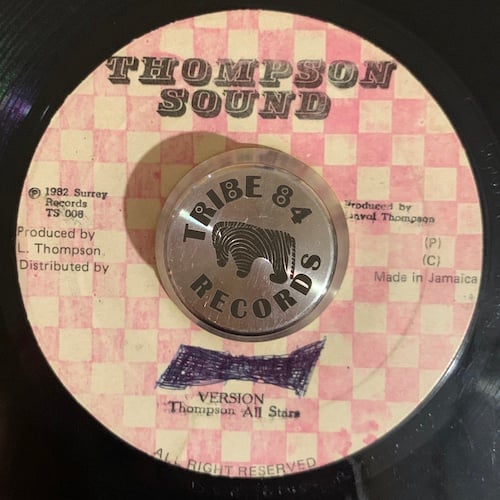 THOMPSON
SOUND
℗ 1982 Surrey
Records
TS 008
Produced by
L. Thompson
Distributed by
TRIBE 84
RECORDS
Produced by
Linval Thompson
(P)
(C)
Made in Jamaica
VERSION
Thompson All Stars
ALL RIGHT RESERVED